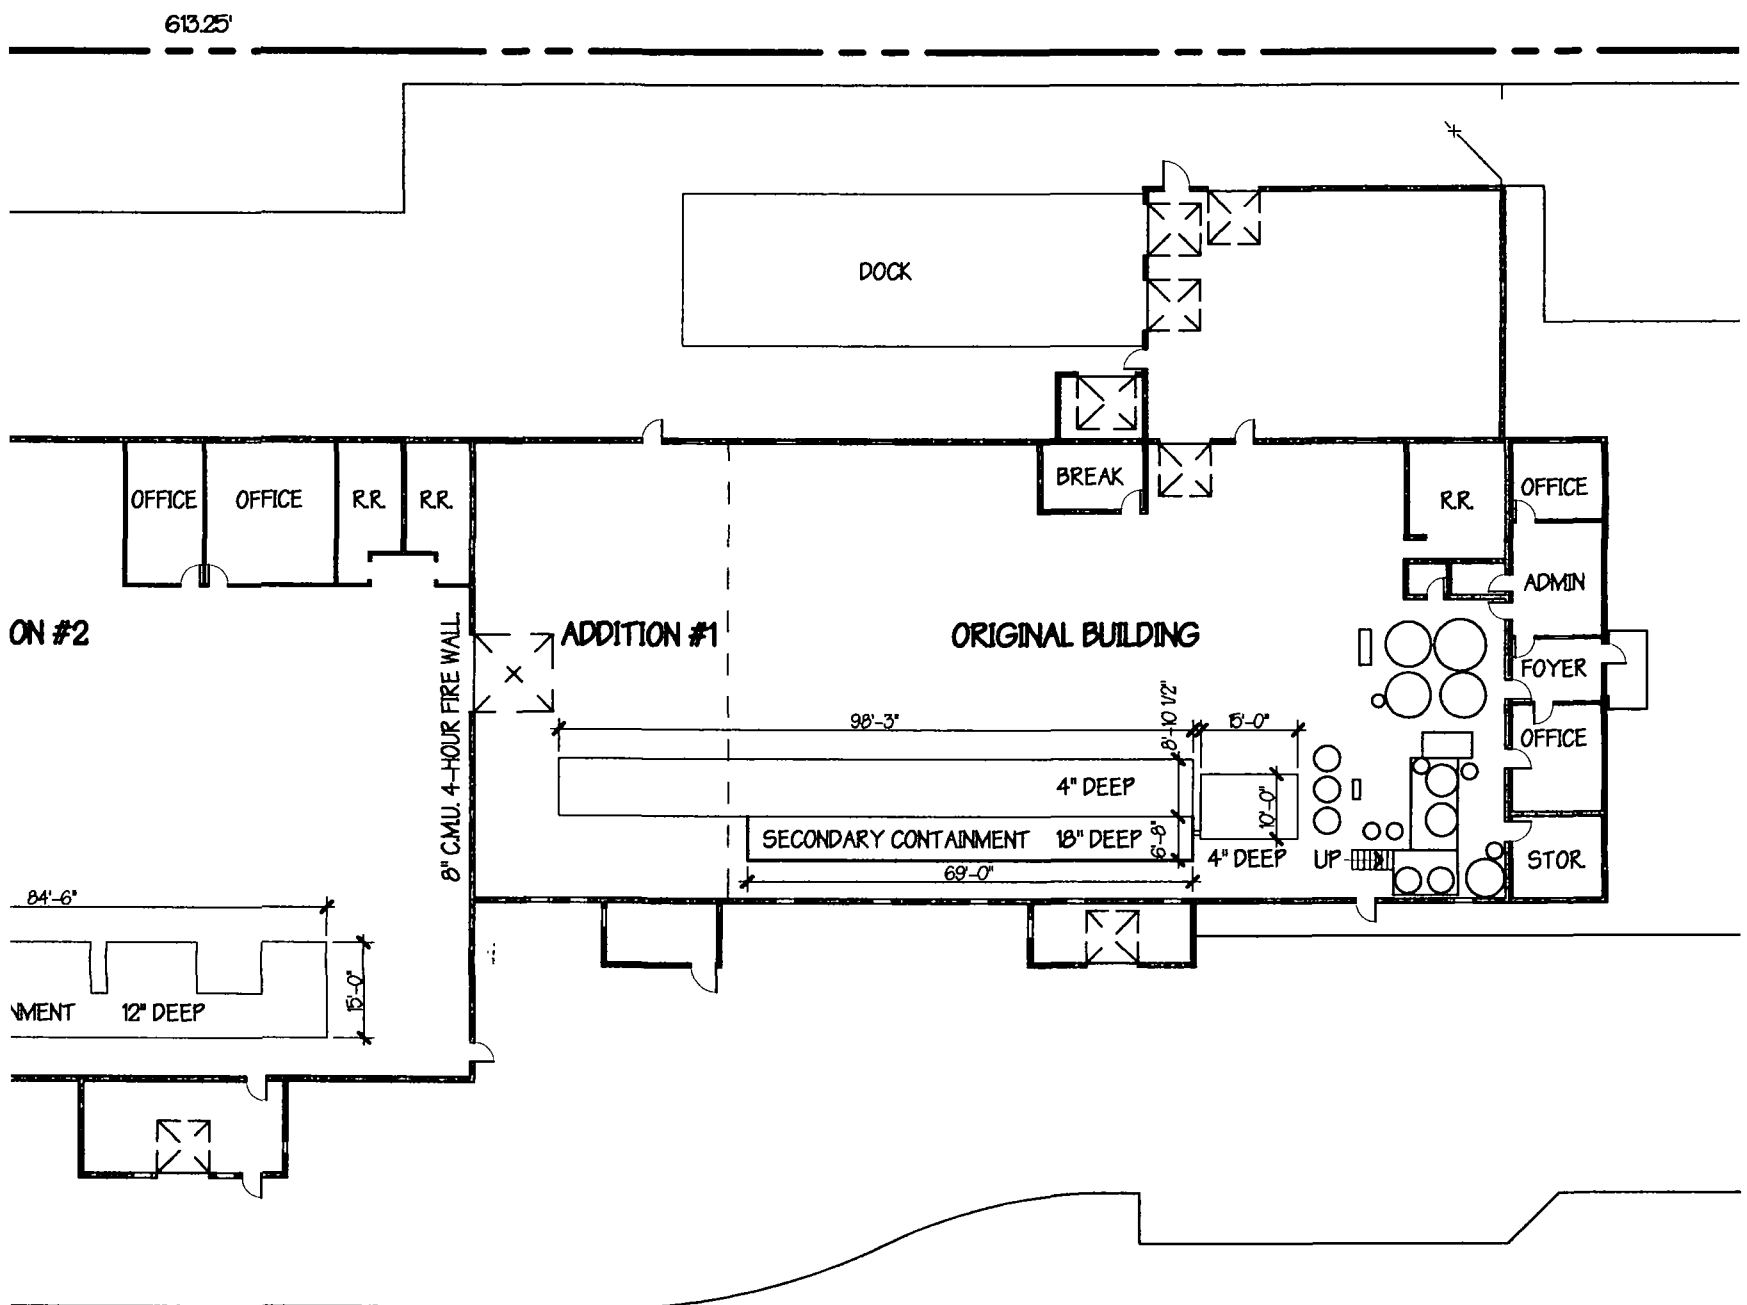 613.25'
DOCK
BREAK
OFFICE
OFFICE
R.R.
R.R.
R.R.
OFFICE
ADMIN
ON #2
ADDITION #1
ORIGINAL BUILDING
8" C.M.U. 4-HOUR FIRE WALL.
FOYER
98'-3"
8'-10 1/2"
15'-0"
OFFICE
4" DEEP
10'-0"
SECONDARY CONTAINMENT 18" DEEP
6'-8"
4" DEEP
UP
STOR.
69'-0"
84'-6"
15'-0"
NMENT 12" DEEP